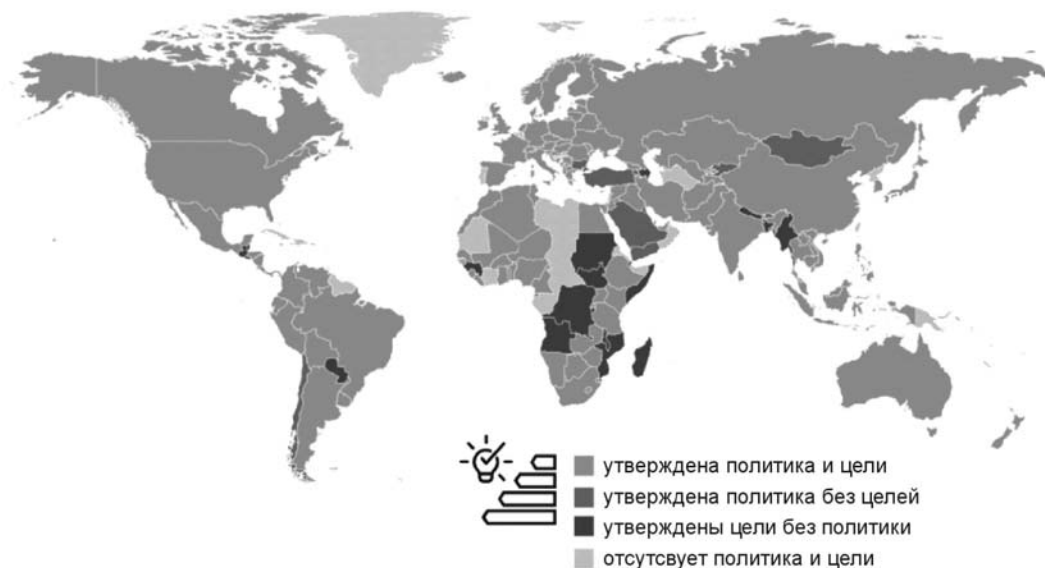 утверждена политика и цели
утверждена политика без целей
утверждены цели без политики
отсутсвует политика и цели